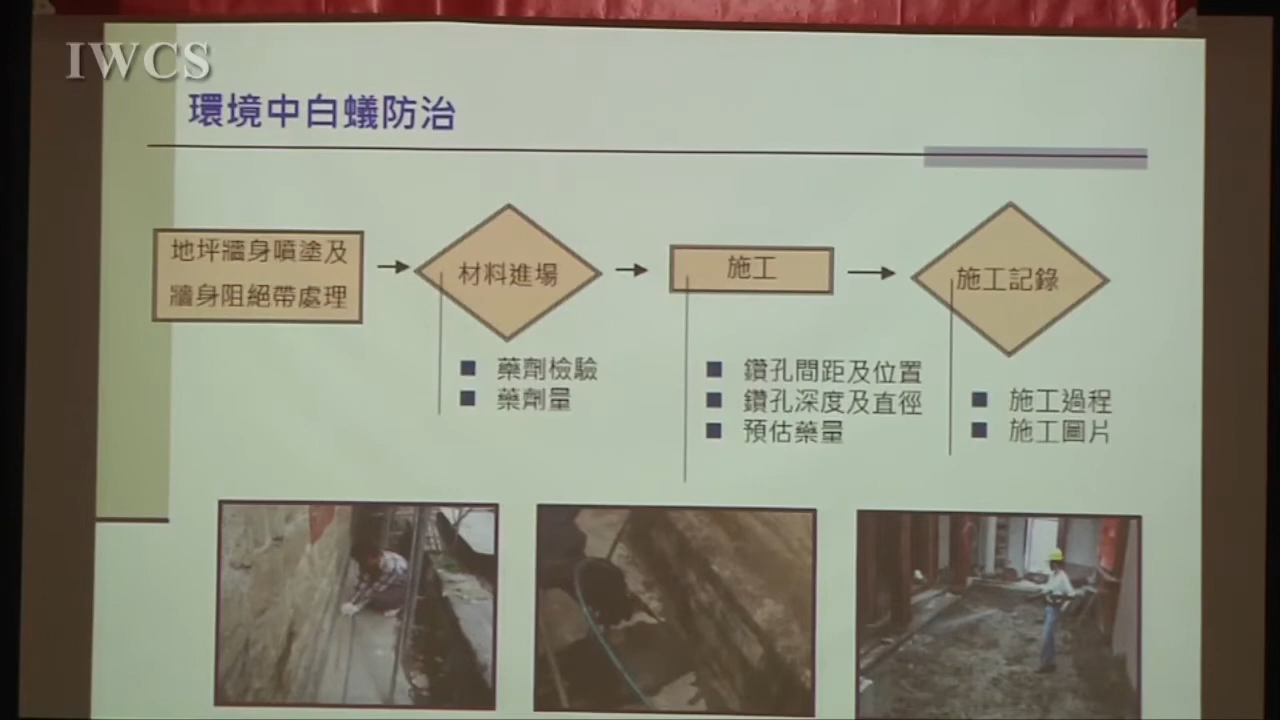 IWCS
環境中白蟻防治
地坪牆身噴塗及
牆身阻絕帶處理
材料進場
施工
施工記錄
藥劑檢驗
藥劑量
鑽孔間距及位置
鑽孔深度及直徑
預估藥量
施工過程
施工圖片